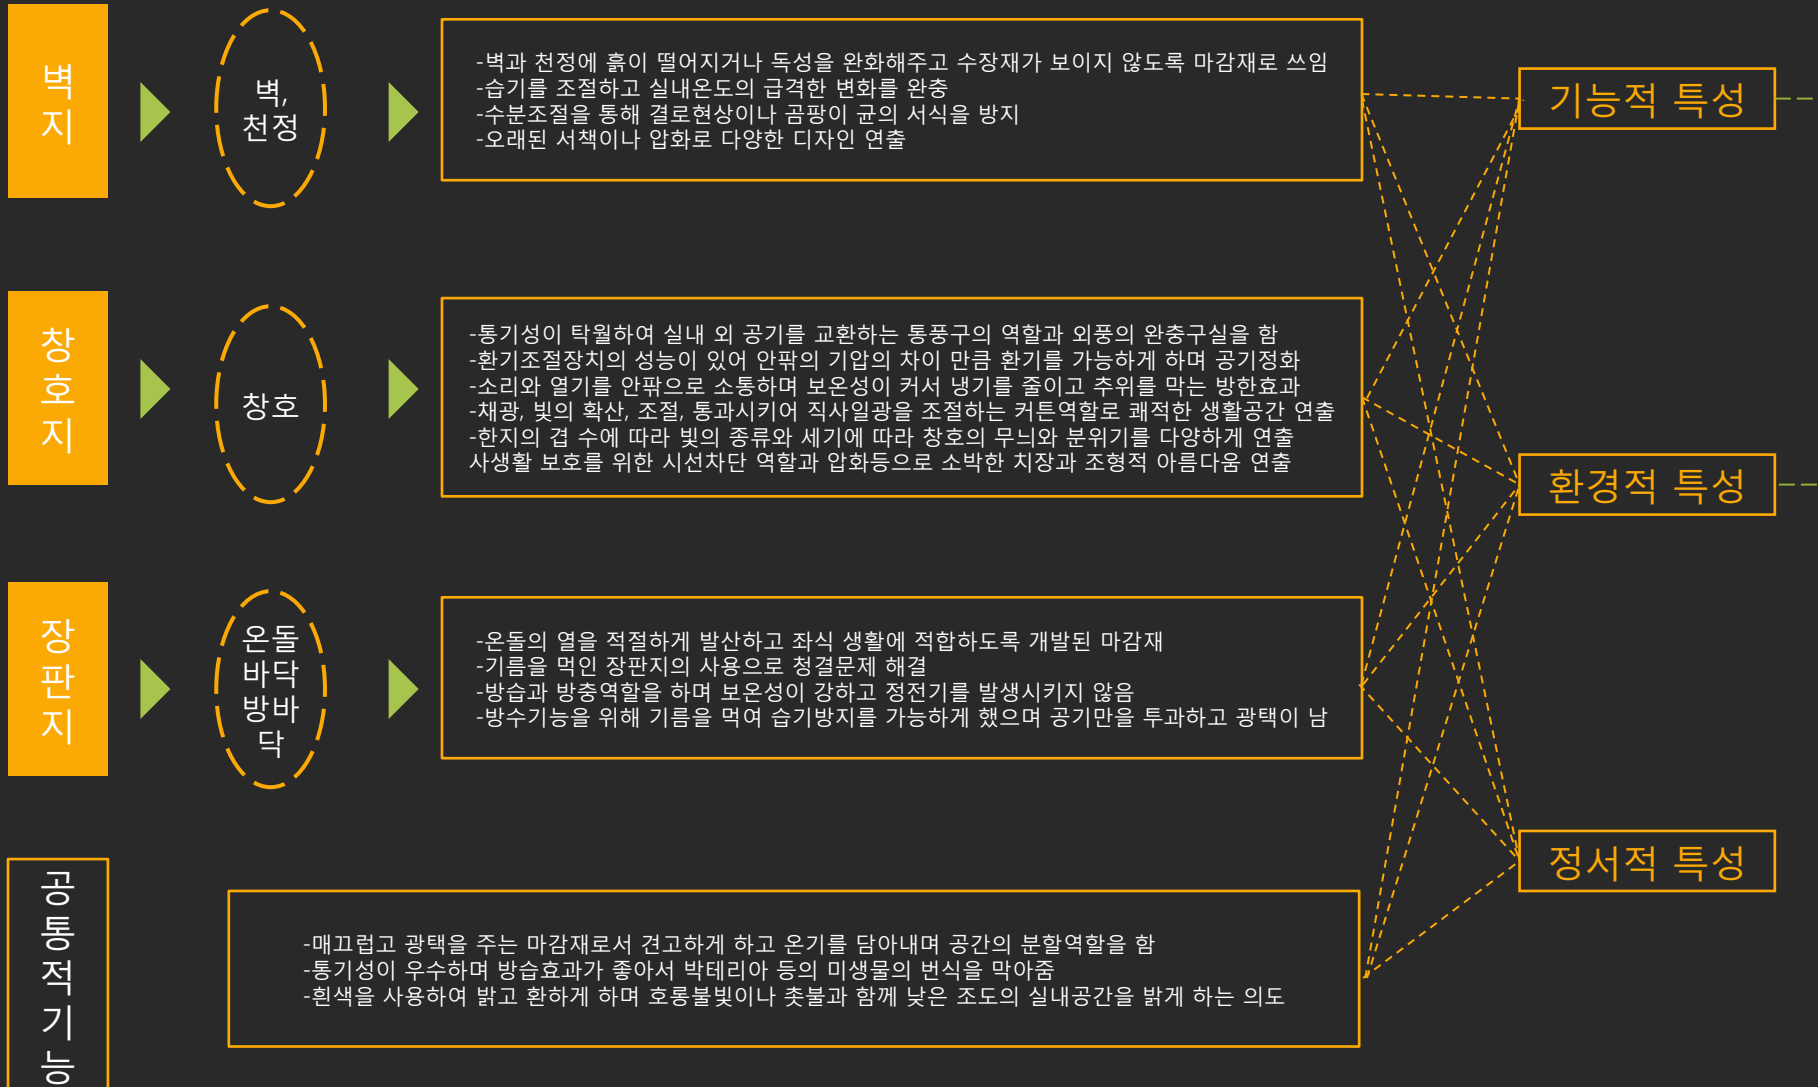 벽
지
벽,
천정
-벽과 천정에 흙이 떨어지거나 독성을 완화해주고 수장재가 보이지 않도록 마감재로 쓰임
-습기를 조절하고 실내온도의 급격한 변화를 완충
-수분조절을 통해 결로현상이나 곰팡이 균의 서식을 방지
-오래된 서책이나 압화로 다양한 디자인 연출
기능적 특성
창
호
지
창호
-통기성이 탁월하여 실내 외 공기를 교환하는 통풍구의 역할과 외풍의 완충구실을 함
-환기조절장치의 성능이 있어 안팎의 기압의 차이 만큼 환기를 가능하게 하며 공기정화
-소리와 열기를 안팎으로 소통하며 보온성이 커서 냉기를 줄이고 추위를 막는 방한효과
-채광, 빛의 확산, 조절, 통과시키어 직사일광을 조절하는 커튼역할로 쾌적한 생활공간 연출
-한지의 겹 수에 따라 빛의 종류와 세기에 따라 창호의 무늬와 분위기를 다양하게 연출
사생활 보호를 위한 시선차단 역할과 압화등으로 소박한 치장과 조형적 아름다움 연출
환경적 특성
장
판
지
온돌
바닥
방바
닥
-온돌의 열을 적절하게 발산하고 좌식 생활에 적합하도록 개발된 마감재
-기름을 먹인 장판지의 사용으로 청결문제 해결
-방습과 방충역할을 하며 보온성이 강하고 정전기를 발생시키지 않음
-방수기능을 위해 기름을 먹여 습기방지를 가능하게 했으며 공기만을 투과하고 광택이 남
정서적 특성
공
통
적
기
능
-매끄럽고 광택을 주는 마감재로서 견고하게 하고 온기를 담아내며 공간의 분할역할을 함
-통기성이 우수하며 방습효과가 좋아서 박테리아 등의 미생물의 번식을 막아줌
-흰색을 사용하여 밝고 환하게 하며 호롱불빛이나 촛불과 함께 낮은 조도의 실내공간을 밝게 하는 의도